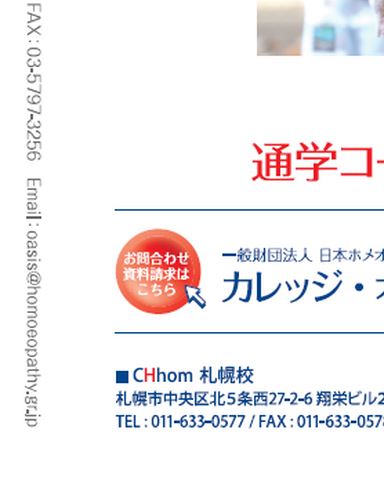 FAX : 03-5797-3256 Email : oasis@homoeopathy.gr.jp
通学コ
お問合わせ
資料請求は
こちら
一般財団法人 日本ホメオ
カレッジ・オ
■ CHhom 札幌校
札幌市中央区北5条西27-2-6 翔栄ビル2
TEL : 011-633-0577 / FAX : 011-633-0578